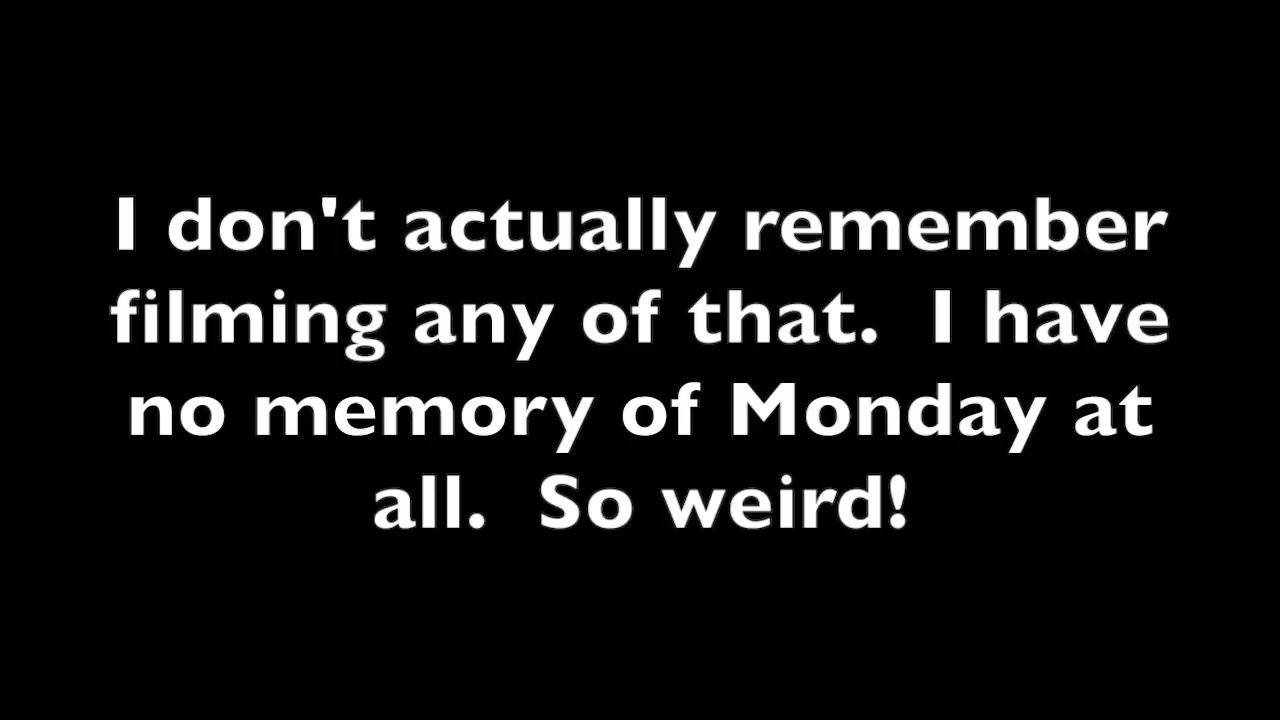 I don't actually remember
filming any of that.  I have
no memory of Monday at
all.  So weird!